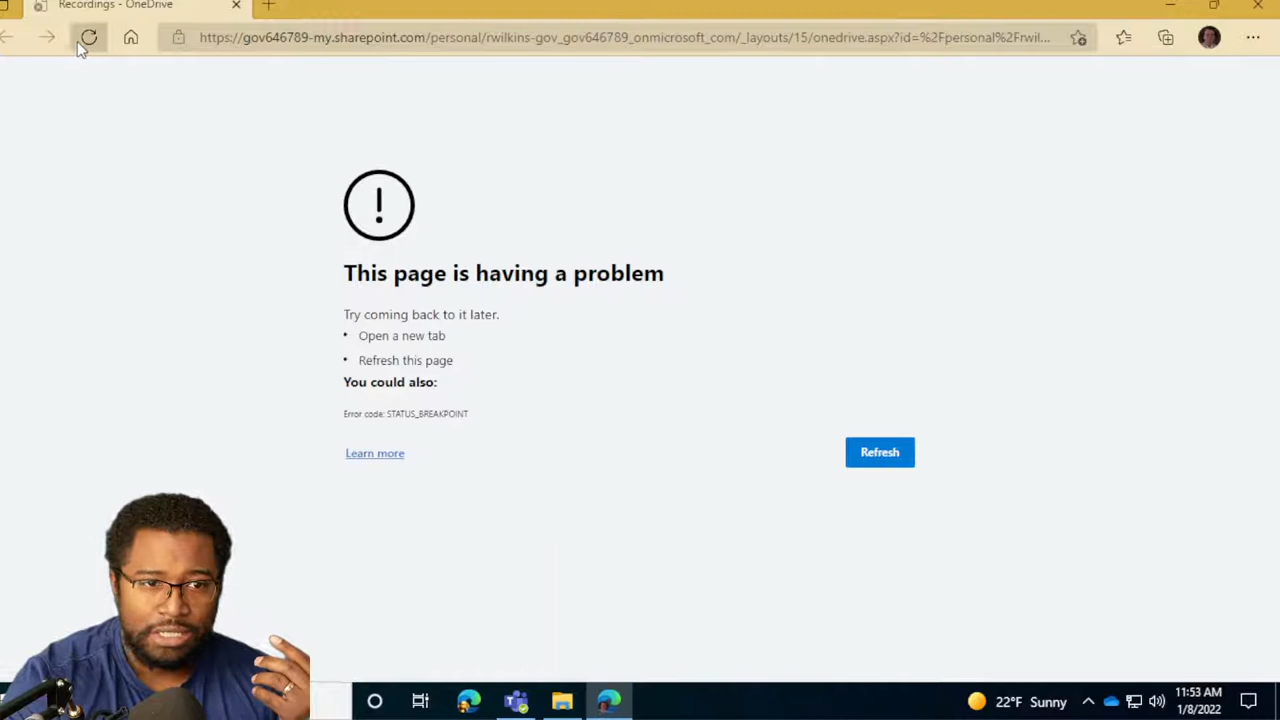 Recordings - OneDrive
https://gov646789-my.sharepoint.com/personal/rwilkins-gov_gov646789_onmicrosoft_com/_layouts/15/onedrive.aspx?id=%2Fpersonal%2Frwil...
This page is having a problem
Try coming back to it later.
• Open a new tab
• Refresh this page
You could also:
Error code: STATUS_BREAKPOINT
Learn more
Refresh
22°F Sunny
11:53 AM
1/8/2022